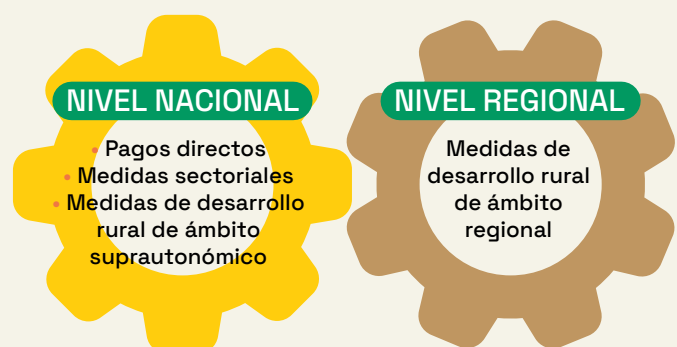 NIVEL NACIONAL
• Pagos directos
• Medidas sectoriales
• Medidas de desarrollo
rural de ámbito
suprautonómico
NIVEL REGIONAL
Medidas de
desarrollo rural
de ámbito
regional